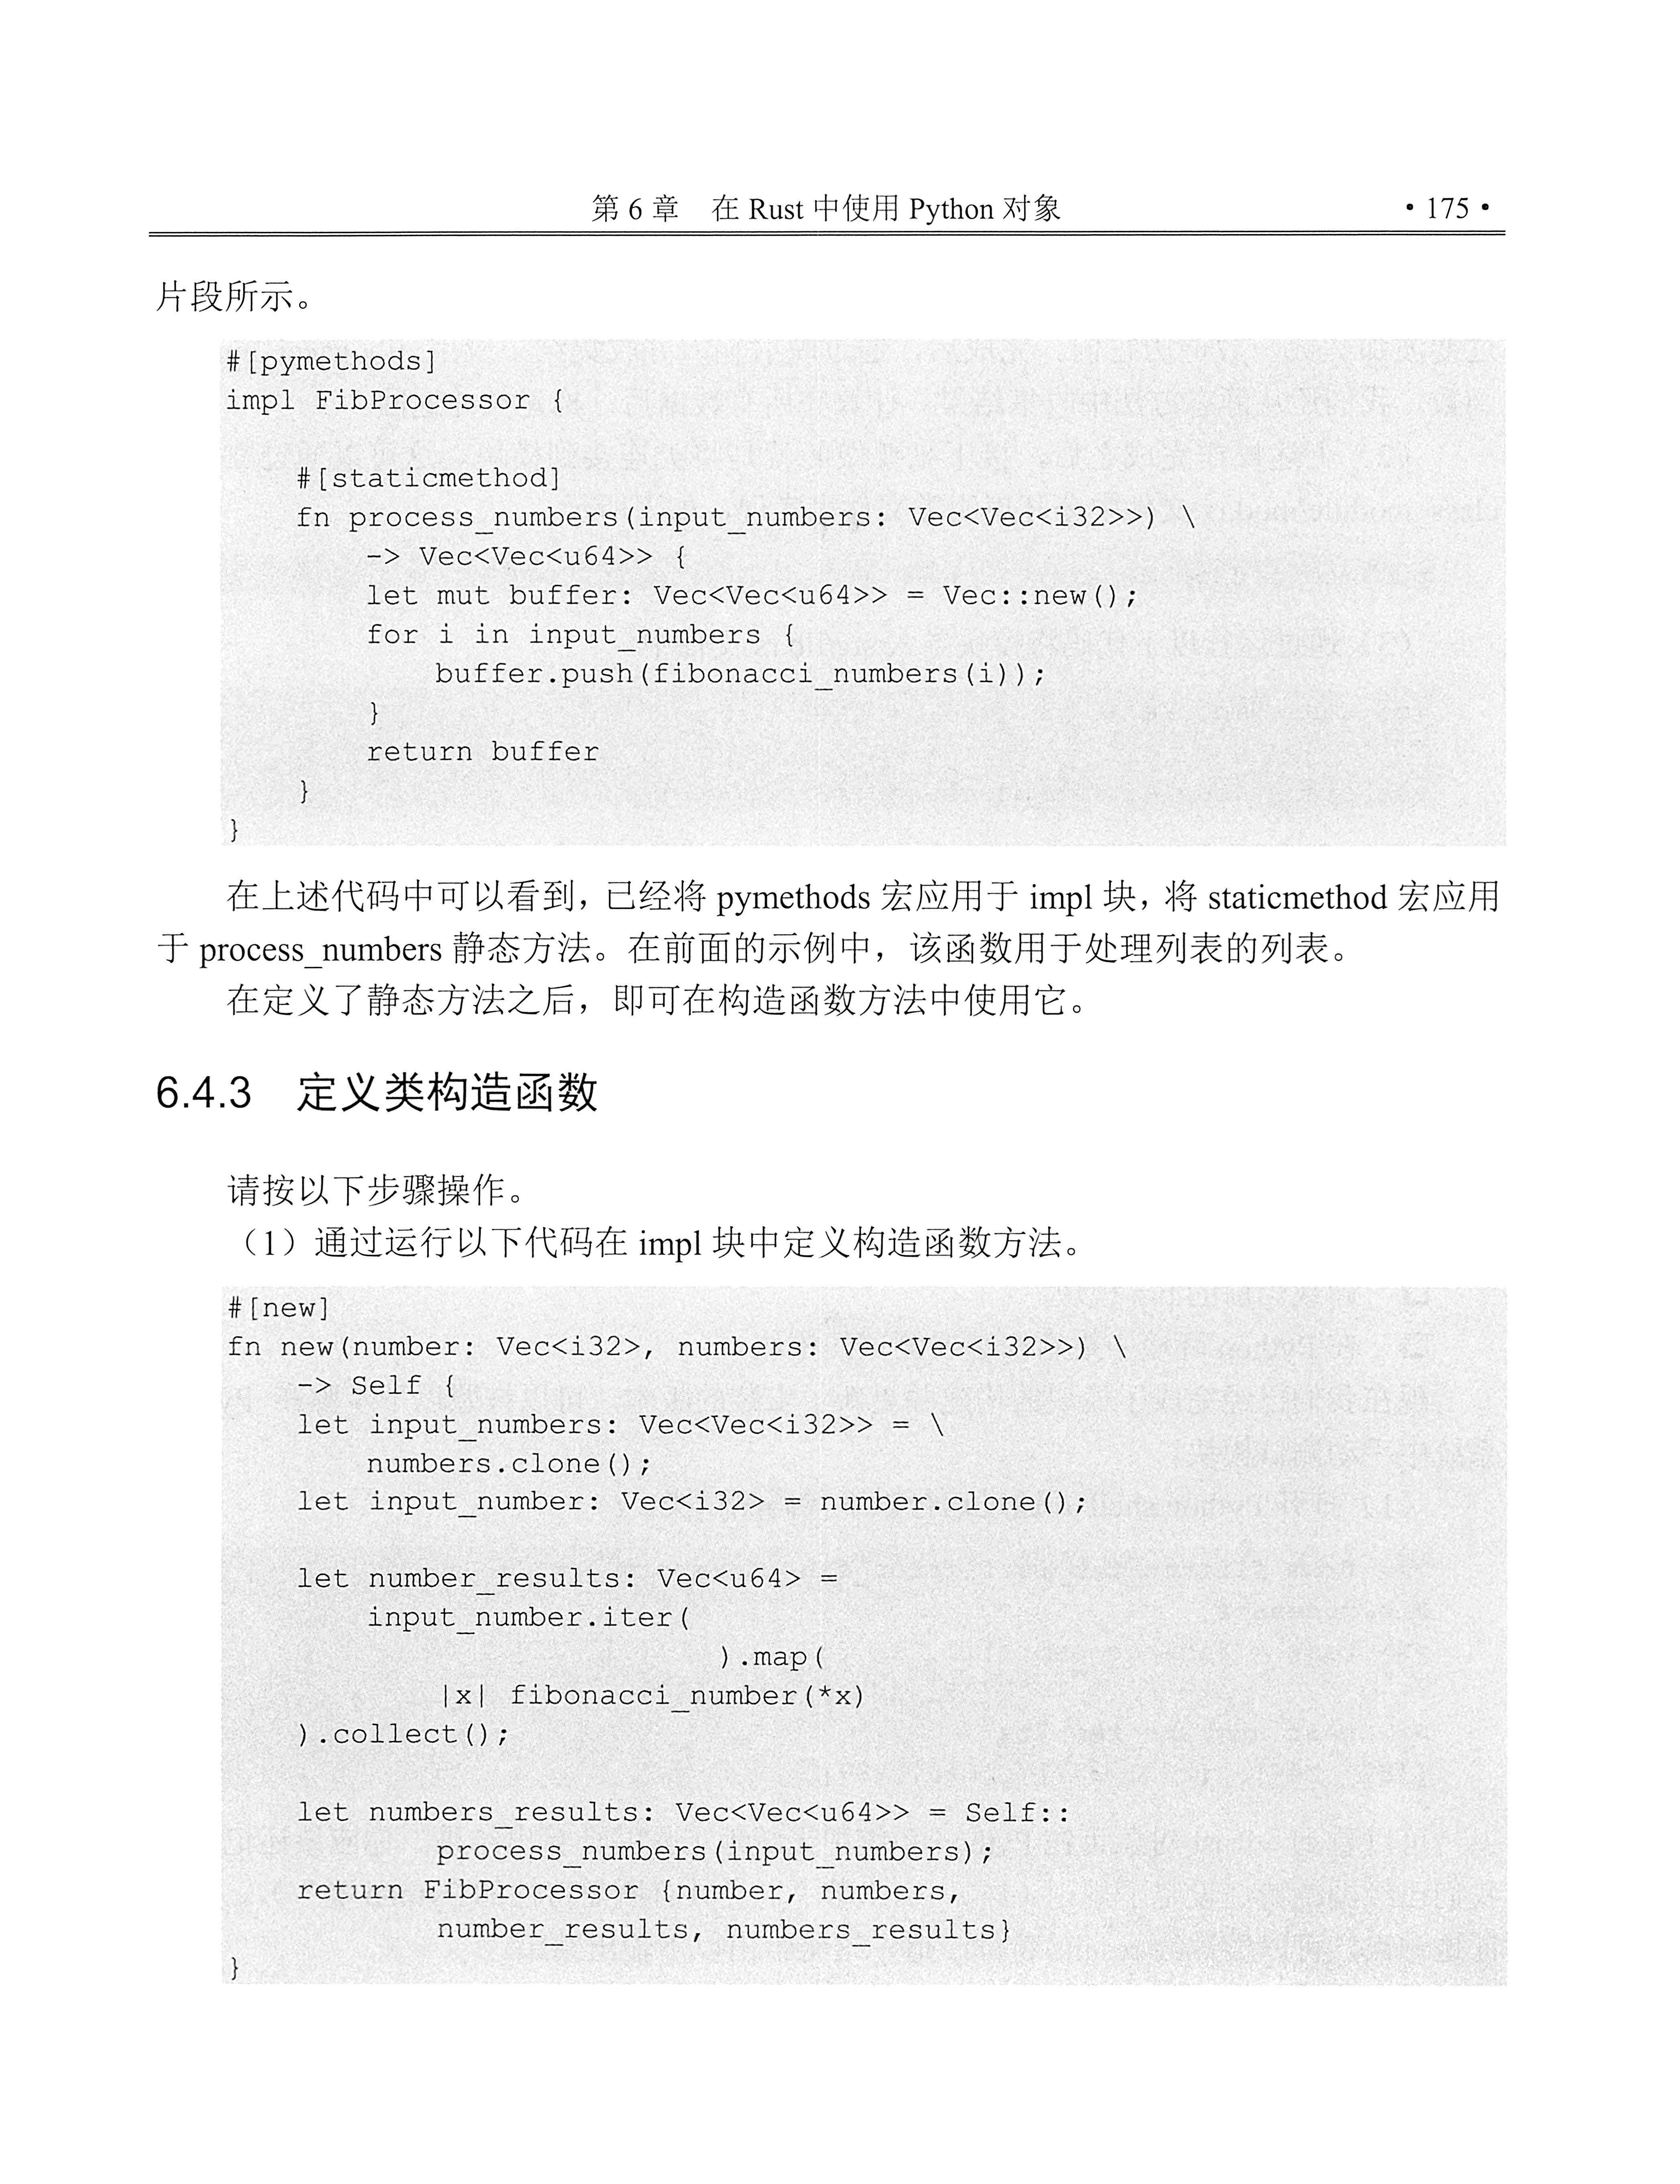 第 6 章　在 Rust 中使用 Python 对象
• 175 •
片段所示。
#[pymethods]
impl FibProcessor {

    #[staticmethod]
    fn process_numbers(input_numbers: Vec<Vec<i32>>) \
        -> Vec<Vec<u64>> {
        let mut buffer: Vec<Vec<u64>> = Vec::new();
        for i in input_numbers {
            buffer.push(fibonacci_numbers(i));
        }
        return buffer
    }
}
在上述代码中可以看到，已经将 pymethods 宏应用于 impl 块，将 staticmethod 宏应用
于 process_numbers 静态方法。在前面的示例中，该函数用于处理列表的列表。
在定义了静态方法之后，即可在构造函数方法中使用它。
6.4.3　定义类构造函数
请按以下步骤操作。
（1）通过运行以下代码在 impl 块中定义构造函数方法。
#[new]
fn new(number: Vec<i32>, numbers: Vec<Vec<i32>>) \
    -> Self {
    let input_numbers: Vec<Vec<i32>> = \
        numbers.clone();
    let input_number: Vec<i32> = number.clone();

    let number_results: Vec<u64> =
        input_number.iter(
                            ).map(
            |x| fibonacci_number(*x)
    ).collect();

    let numbers_results: Vec<Vec<u64>> = Self::
            process_numbers(input_numbers);
    return FibProcessor {number, numbers,
            number_results, numbers_results}
}